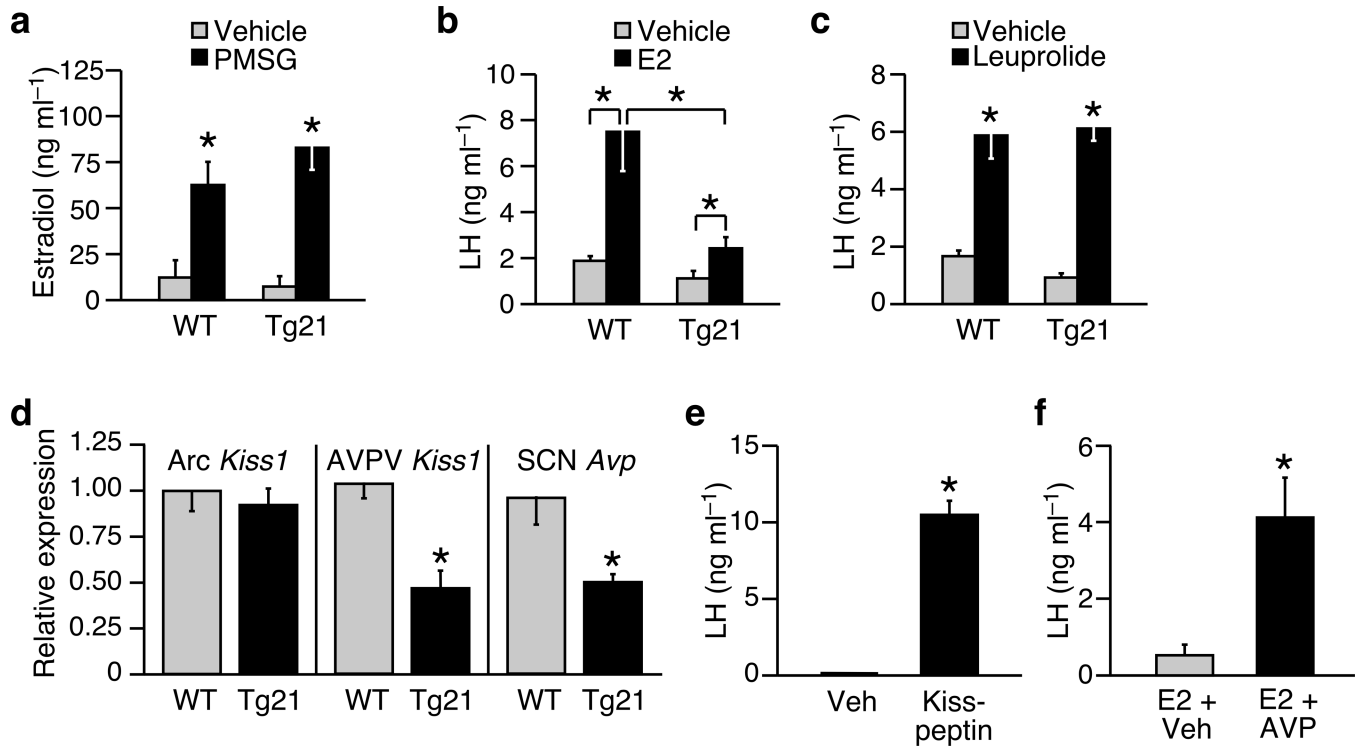 a
Vehicle
PMSG
Estradiol (ng ml⁻¹)
125
100
75
50
25
0
*
*
WT
Tg21
b
Vehicle
E2
LH (ng ml⁻¹)
10
8
6
4
2
0
*
*
*
WT
Tg21
c
Vehicle
Leuprolide
LH (ng ml⁻¹)
8
6
4
2
0
*
*
WT
Tg21
d
Relative expression
1.25
1.00
0.75
0.50
0.25
0
Arc Kiss1
AVPV Kiss1
SCN Avp
*
*
WT Tg21
WT Tg21
WT Tg21
e
LH (ng ml⁻¹)
15
10
5
0
*
Veh
Kiss-
peptin
f
LH (ng ml⁻¹)
6
4
2
0
*
E2 +
Veh
E2 +
AVP